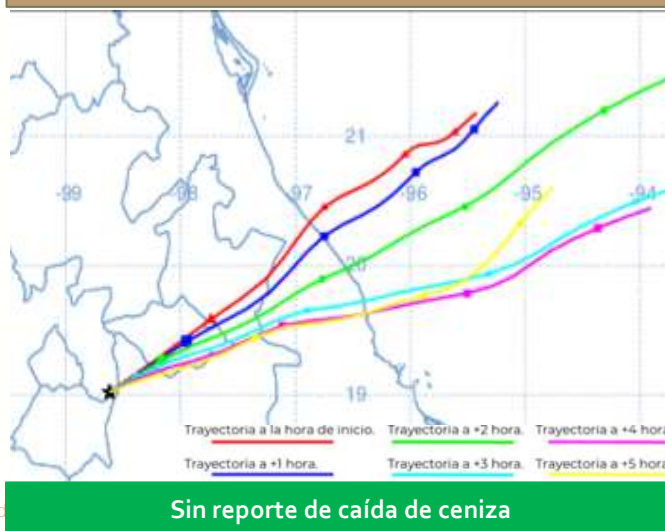 21
-99 -98 -97 -96 -95 -94
20
19
Trayectoria a la hora de inicio. Trayectoria a +2 hora. Trayectoria a +4 hora
Trayectoria a +1 hora. Trayectoria a +3 hora. Trayectoria a +5 hora
Sin reporte de caída de ceniza